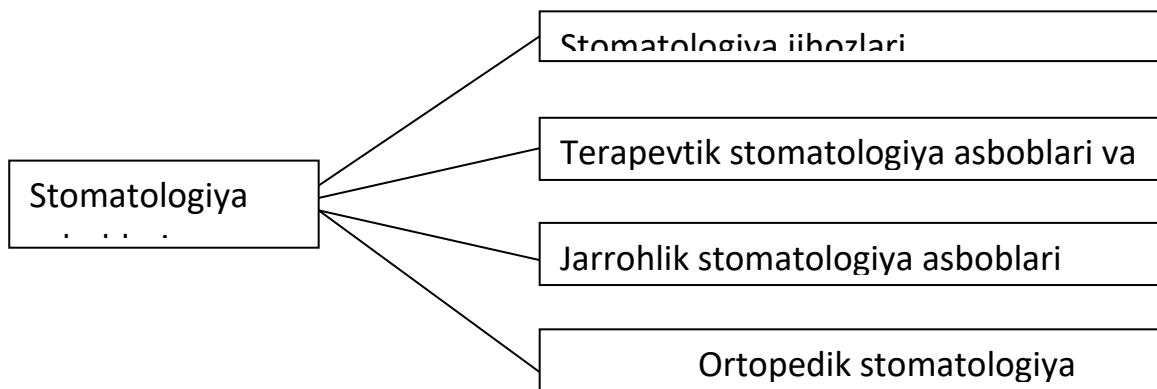 Stomatologiya jihozlari
Terapevtik stomatologiya asboblari va
Stomatologiya
Jarrohlik stomatologiya asboblari
Ortopedik stomatologiya